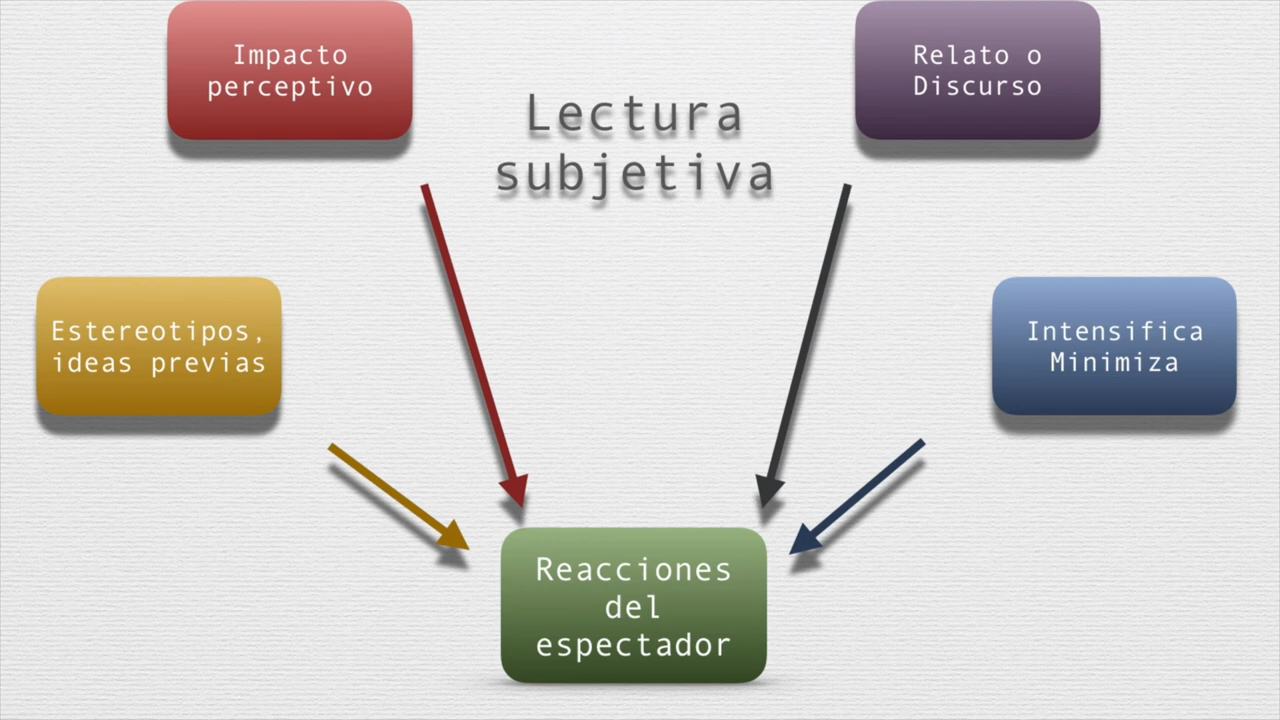 Impacto
perceptivo
Relato o
Discurso
Lectura
subjetiva
Estereotipos,
ideas previas
Intensifica
Minimiza
Reacciones
del
espectador